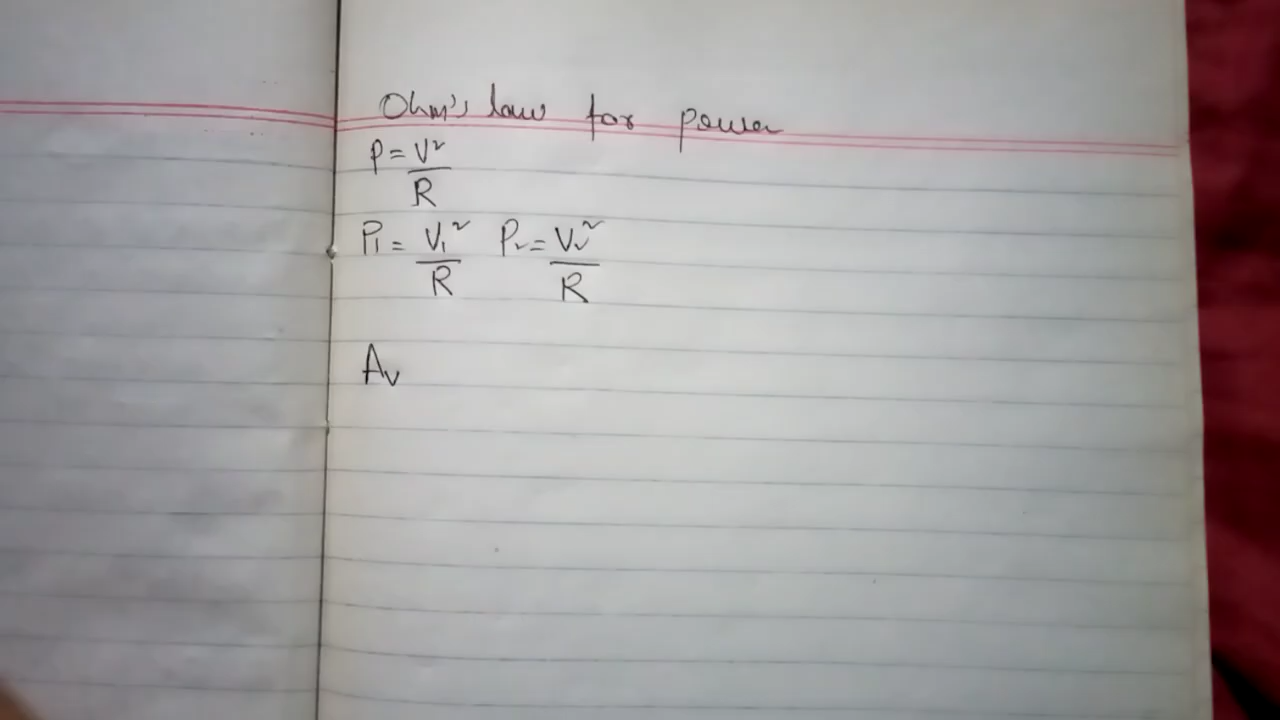 Ohm's law for power
P = V²/R
P₁ = V₁²/R P₂ = V₂²/R
Aᵥ